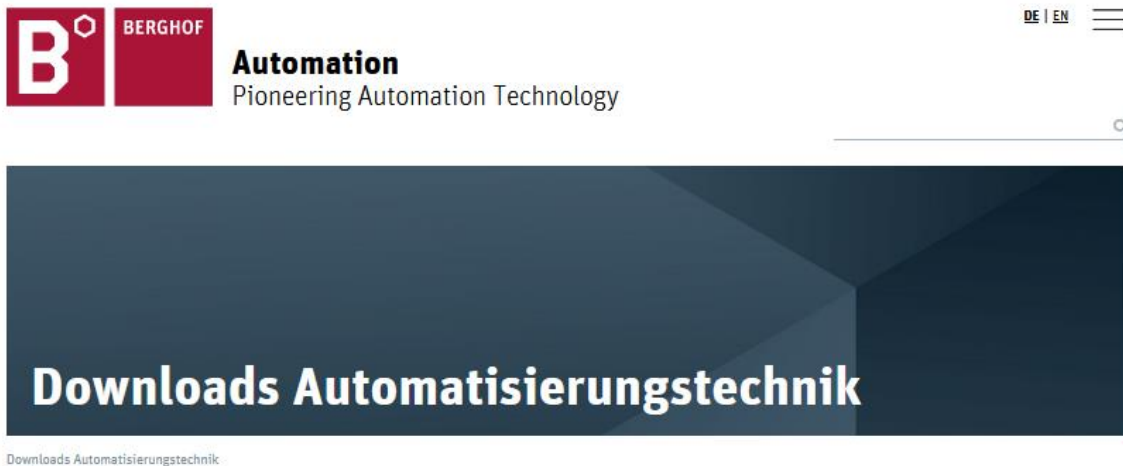 B
BERGHOF
DE | EN
Automation
Pioneering Automation Technology
Downloads Automatisierungstechnik
Downloads Automatisierungstechnik